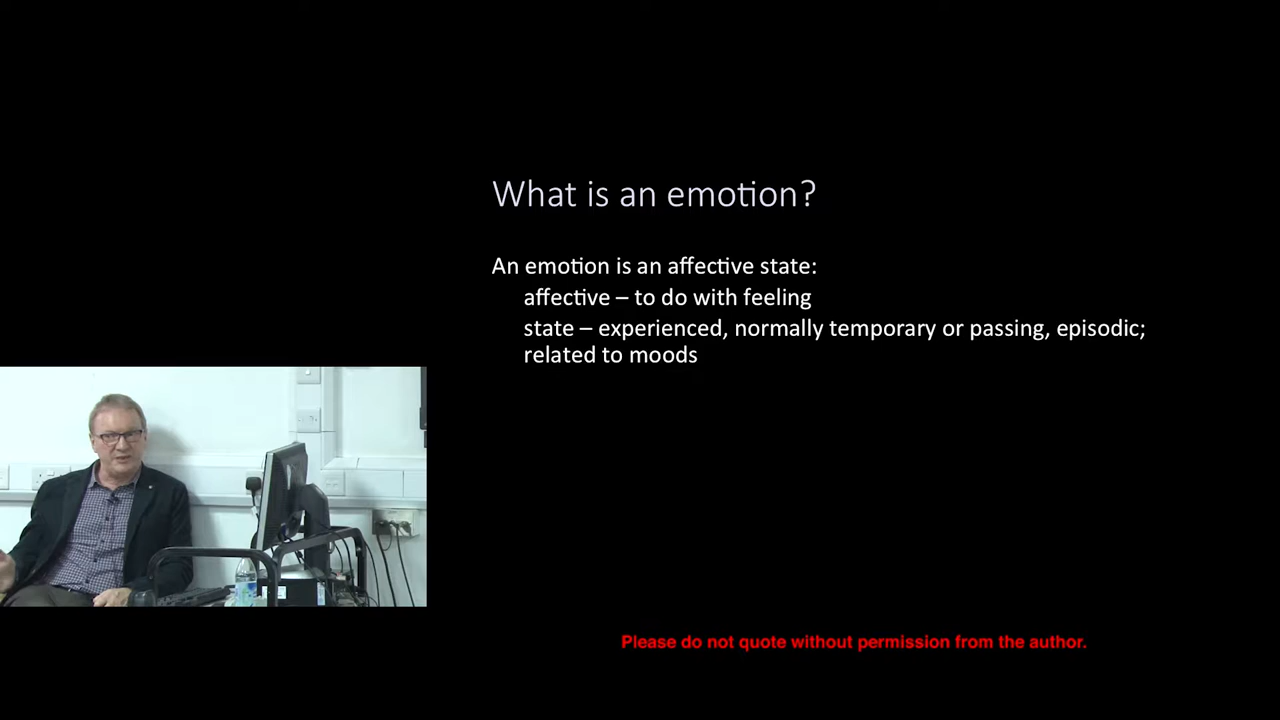 What is an emotion?
An emotion is an affective state:
affective – to do with feeling
state – experienced, normally temporary or passing, episodic;
related to moods
Please do not quote without permission from the author.